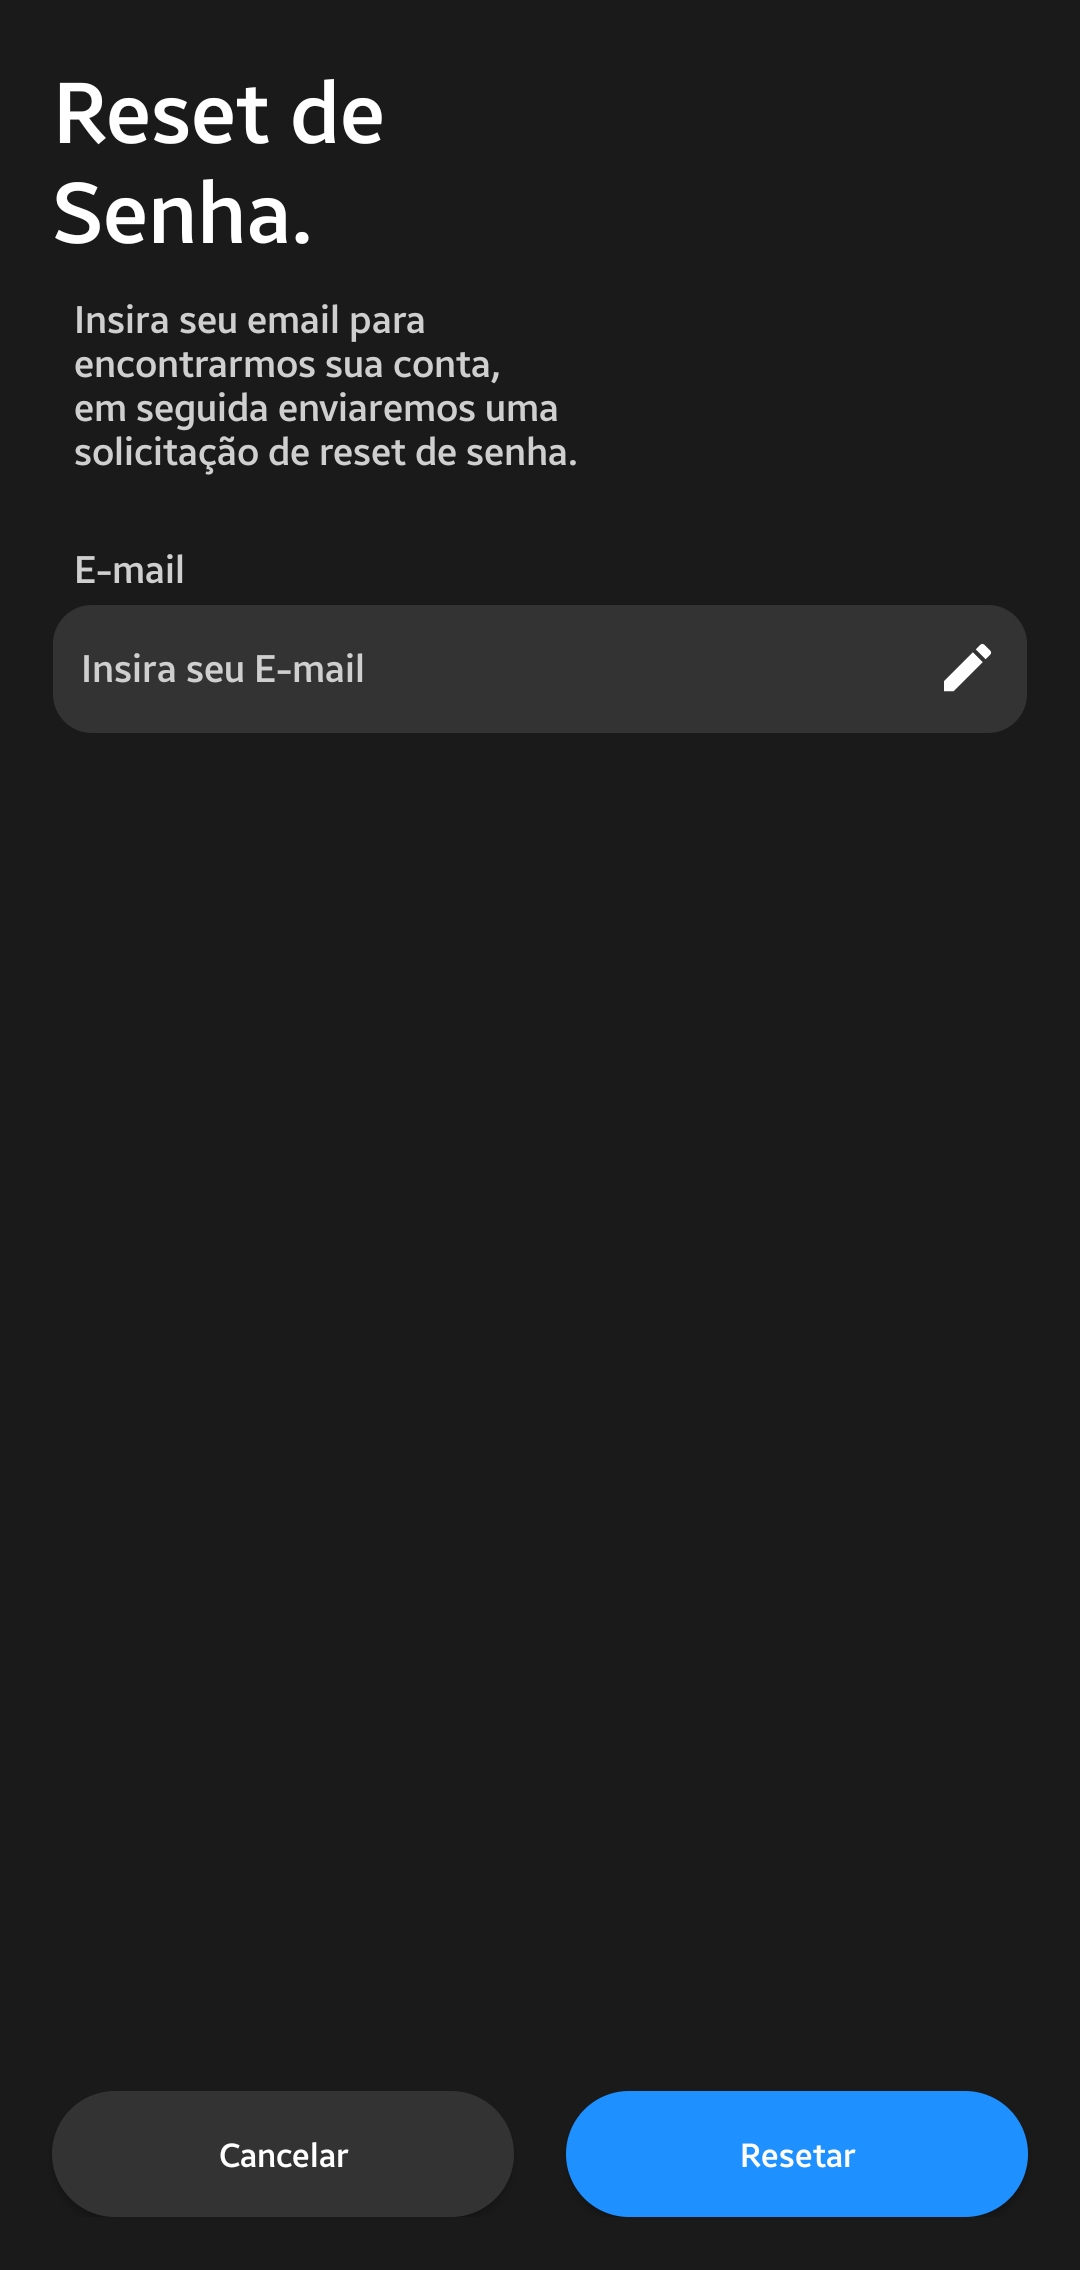 Reset de
Senha.
Insira seu email para
encontrarmos sua conta,
em seguida enviaremos uma
solicitação de reset de senha.
E-mail
Insira seu E-mail
Cancelar
Resetar